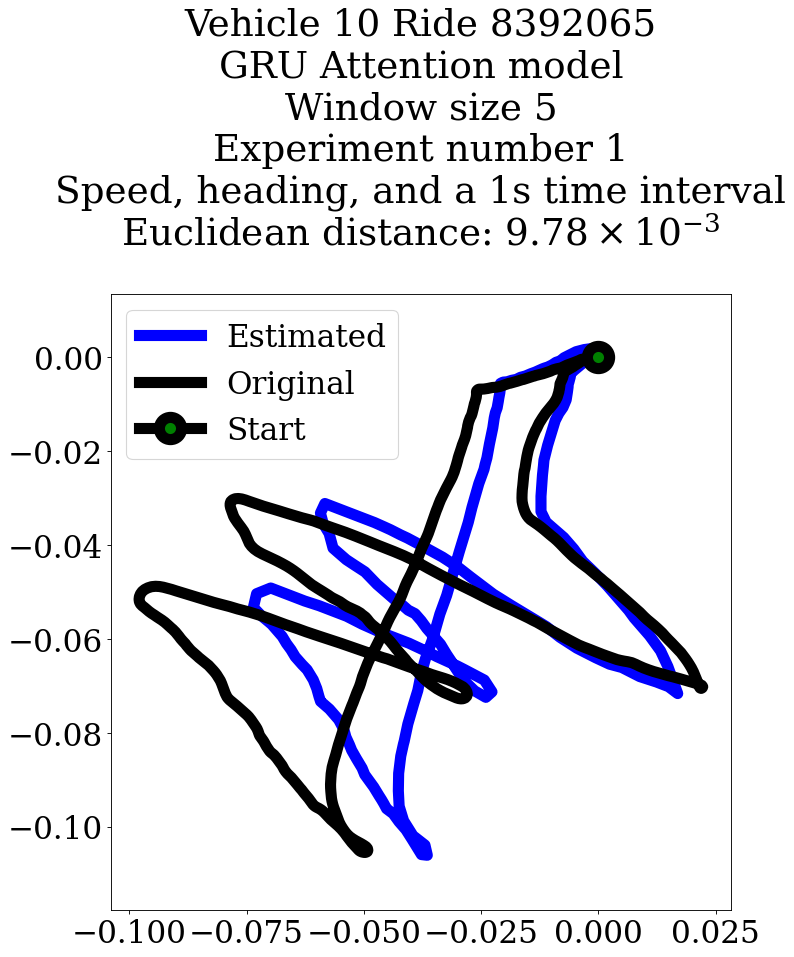 Vehicle 10 Ride 8392065
GRU Attention model
Window size 5
Experiment number 1
Speed, heading, and a 1s time interval
Euclidean distance: 9.78 × 10⁻³
Estimated
Original
Start
0.00
−0.02
−0.04
−0.06
−0.08
−0.10
−0.100 −0.075 −0.050 −0.025 0.000 0.025